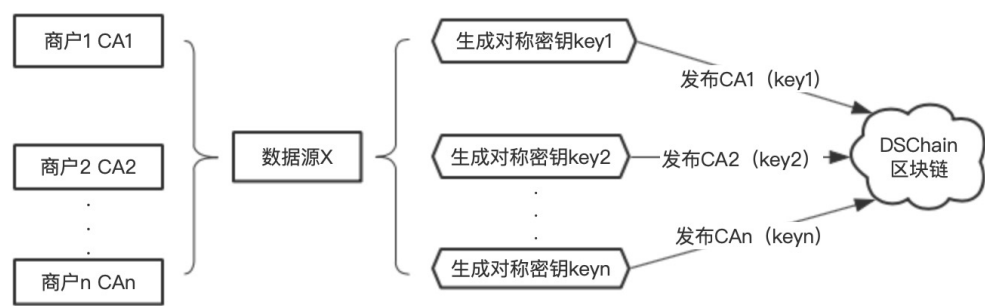 商户1 CA1
生成对称密钥key1
发布CA1（key1）
数据源X
商户2 CA2
生成对称密钥key2
发布CA2（key2）
DSChain
区块链
商户n CAn
生成对称密钥keyn
发布CAn（keyn）